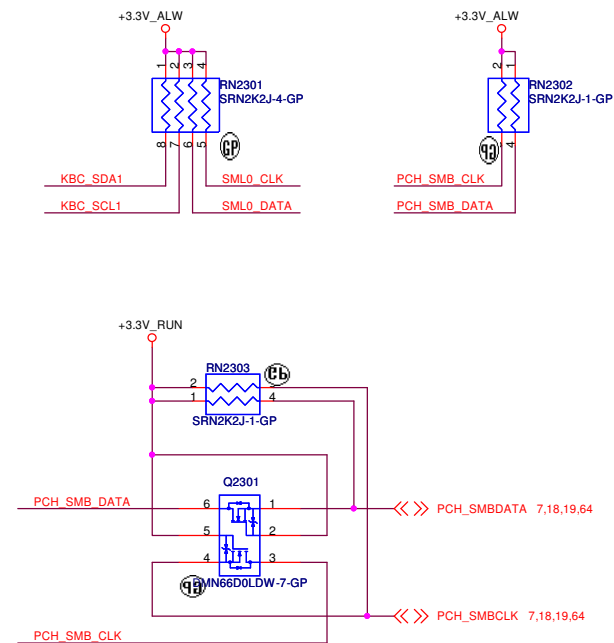 +3.3V_ALW
1 2 3 4
RN2301
SRN2K2J-4-GP
8 7 6 5
GP
KBC_SDA1
SML0_CLK
KBC_SCL1
SML0_DATA
+3.3V_ALW
2 1
RN2302
SRN2K2J-1-GP
4
GP
PCH_SMB_CLK
PCH_SMB_DATA
+3.3V_RUN
RN2303
GP
2
1 4
SRN2K2J-1-GP
Q2301
PCH_SMB_DATA
6 1
PCH_SMBDATA 7,18,19,64
5 2
4 3
GP
DMN66D0LDW-7-GP
PCH_SMBCLK 7,18,19,64
PCH_SMB_CLK